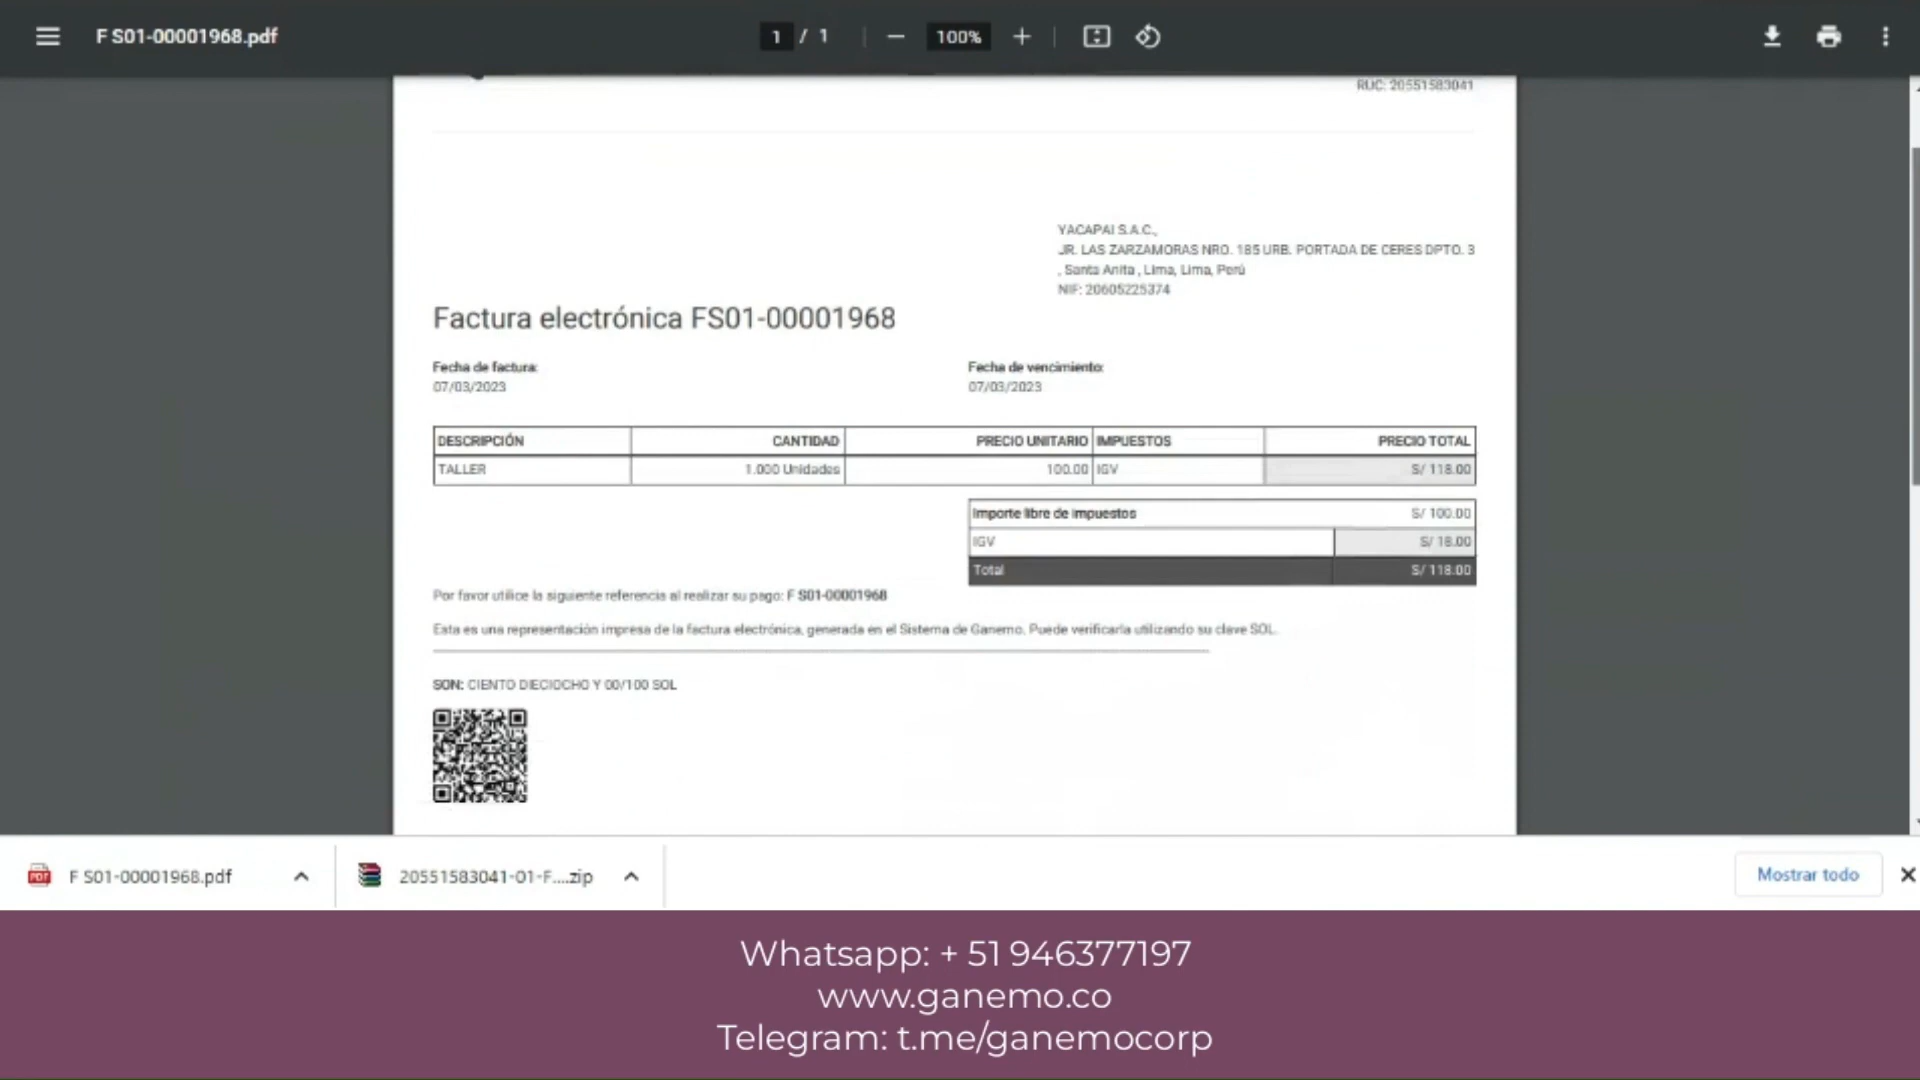 F S01-00001968.pdf
1 / 1
100%
RUC: 20551583041
YACAPAI S.A.C.,
JR. LAS ZARZAMORAS NRO. 185 URB. PORTADA DE CERES DPTO. 3
, Santa Anita , Lima, Lima, Perú
NIF: 20605225374
Factura electrónica FS01-00001968
Fecha de factura: Fecha de vencimiento:
07/03/2023 07/03/2023
DESCRIPCIÓN CANTIDAD PRECIO UNITARIO IMPUESTOS PRECIO TOTAL
TALLER 1.000 Unidades 100.00 IGV S/ 118.00
Importe libre de impuestos S/ 100.00
IGV S/ 18.00
Total S/ 118.00
Por favor utilice la siguiente referencia al realizar su pago: F S01-00001968
Esta es una representación impresa de la factura electrónica, generada en el Sistema de Ganemo. Puede verificarla utilizando su clave SOL.
SON: CIENTO DIECIOCHO Y 00/100 SOL
PDF F S01-00001968.pdf 20551583041-01-F....zip Mostrar todo
Whatsapp: + 51 946377197
www.ganemo.co
Telegram: t.me/ganemocorp